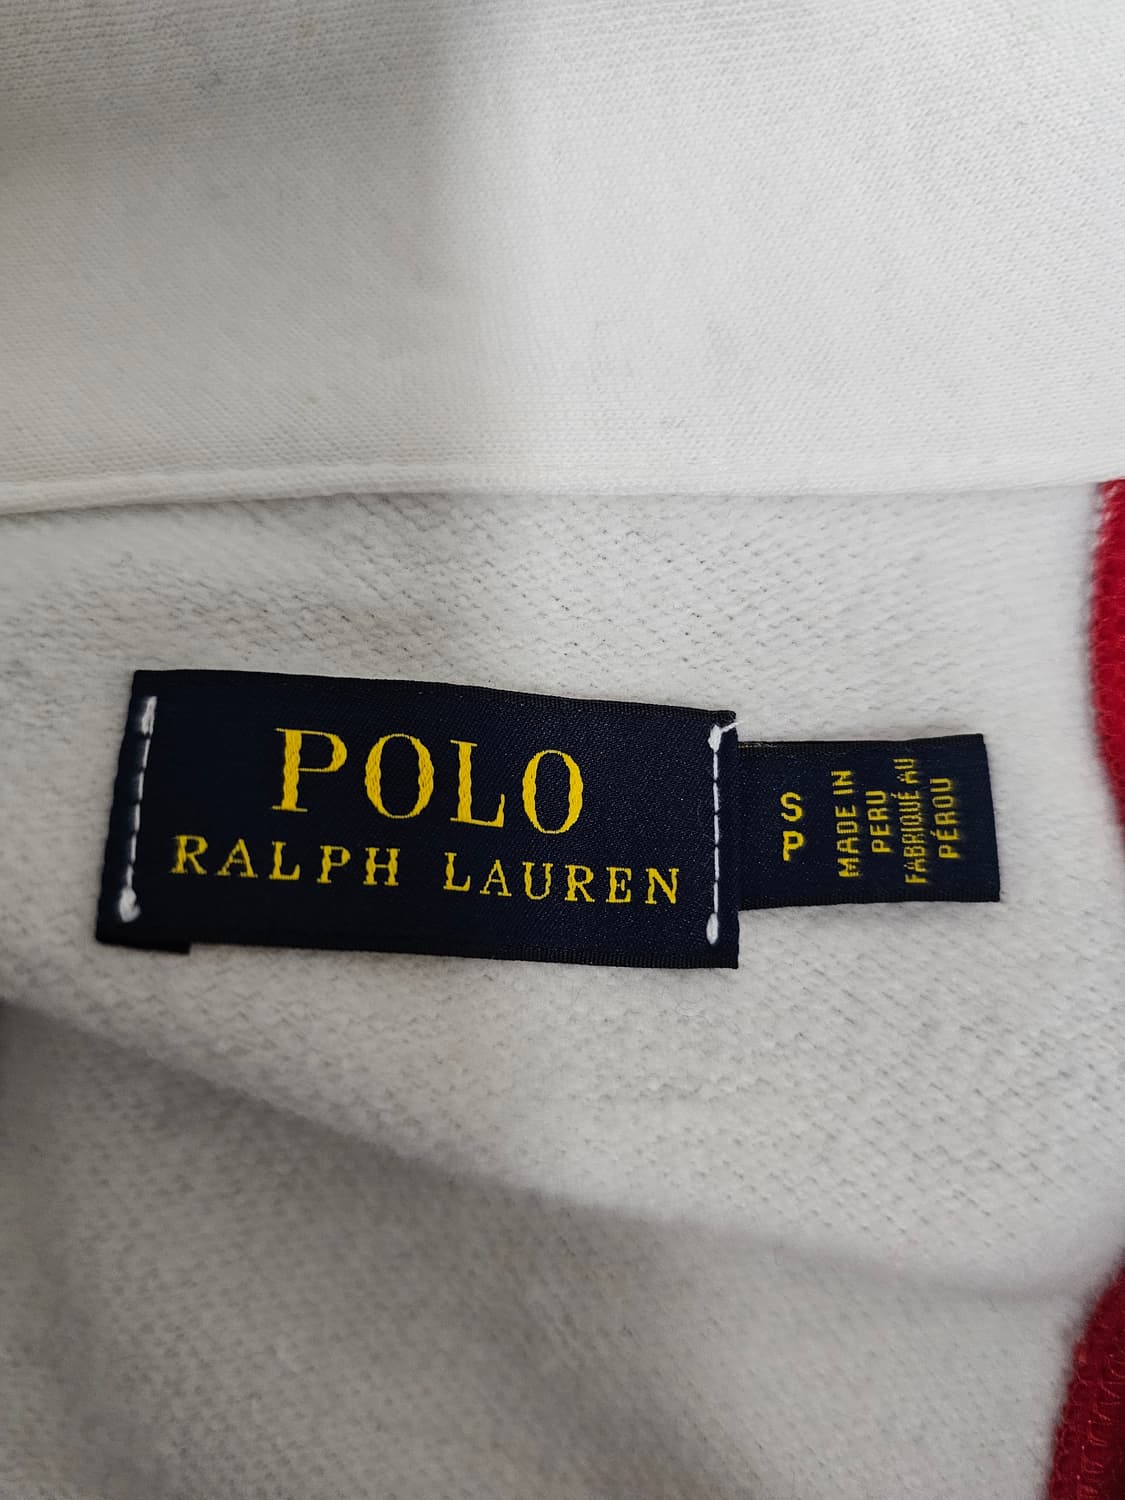 POLO
RALPH LAUREN
S
P
MADE IN
PERU
FABRIQUÉ AU
PÉROU